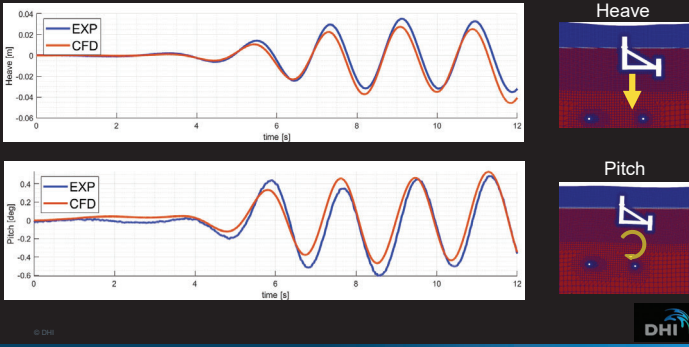 Heave
0.04
EXP
0.02
CFD
0
-0.02
-0.04
-0.06
Heave [m]
0 2 4 6 8 10 12
time [s]
Pitch
EXP
0.4
CFD
0.2
0
-0.2
-0.4
-0.6
Pitch [deg]
0 2 4 6 8 10 12
time [s]
© DHI
DHI